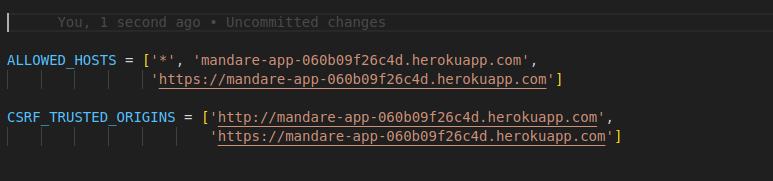 You, 1 second ago • Uncommitted changes
ALLOWED_HOSTS = ['*', 'mandare-app-060b09f26c4d.herokuapp.com',
'https://mandare-app-060b09f26c4d.herokuapp.com']
CSRF_TRUSTED_ORIGINS = ['http://mandare-app-060b09f26c4d.herokuapp.com',
'https://mandare-app-060b09f26c4d.herokuapp.com']